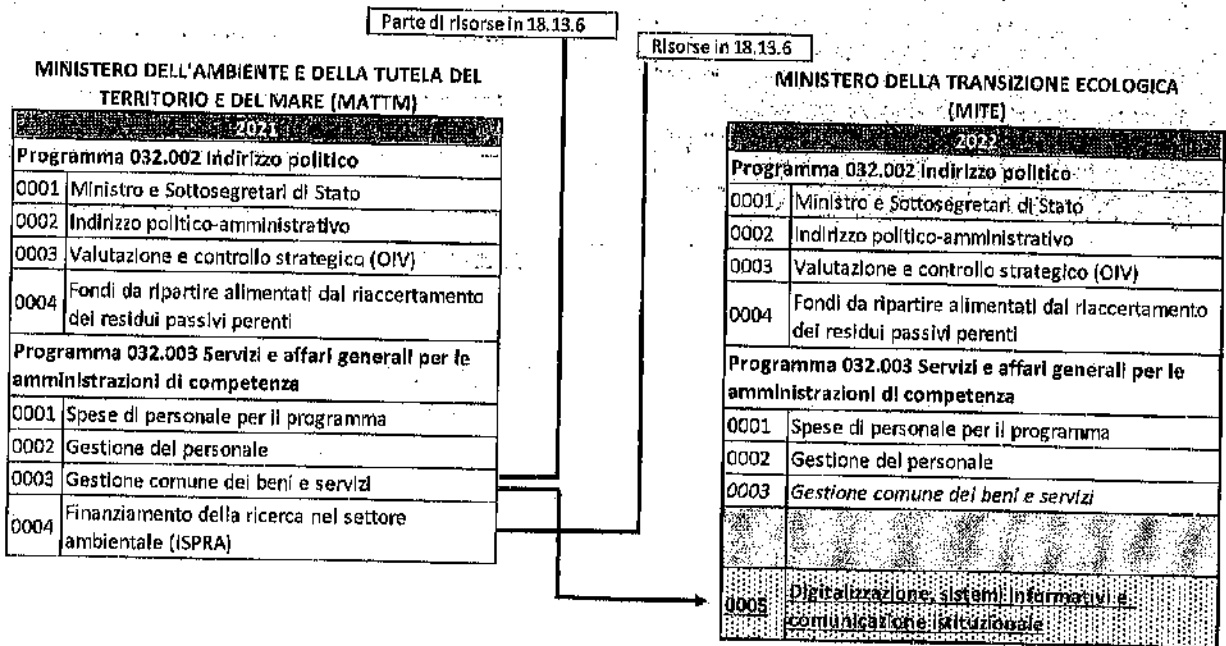 Parte di risorse in 18.13.6
Risorse in 18.13.6
MINISTERO DELL'AMBIENTE E DELLA TUTELA DEL
TERRITORIO E DEL MARE (MATTM)
2021
Programma 032.002 Indirizzo politico
0001 Ministro e Sottosegretari di Stato
0002 Indirizzo politico-amministrativo
0003 Valutazione e controllo strategico (OIV)
0004 Fondi da ripartire alimentati dal riaccertamento
dei residui passivi perenti
Programma 032.003 Servizi e affari generali per le
amministrazioni di competenza
0001 Spese di personale per il programma
0002 Gestione del personale
0003 Gestione comune dei beni e servizi
0004 Finanziamento della ricerca nel settore
ambientale (ISPRA)
MINISTERO DELLA TRANSIZIONE ECOLOGICA
(MITE)
2022
Programma 032.002 Indirizzo politico
0001 Ministro e Sottosegretari di Stato
0002 Indirizzo politico-amministrativo
0003 Valutazione e controllo strategico (OIV)
0004 Fondi da ripartire alimentati dal riaccertamento
dei residui passivi perenti
Programma 032.003 Servizi e affari generali per le
amministrazioni di competenza
0001 Spese di personale per il programma
0002 Gestione del personale
0003 Gestione comune dei beni e servizi
0005 Digitalizzazione, sistemi informativi e
comunicazione istituzionale